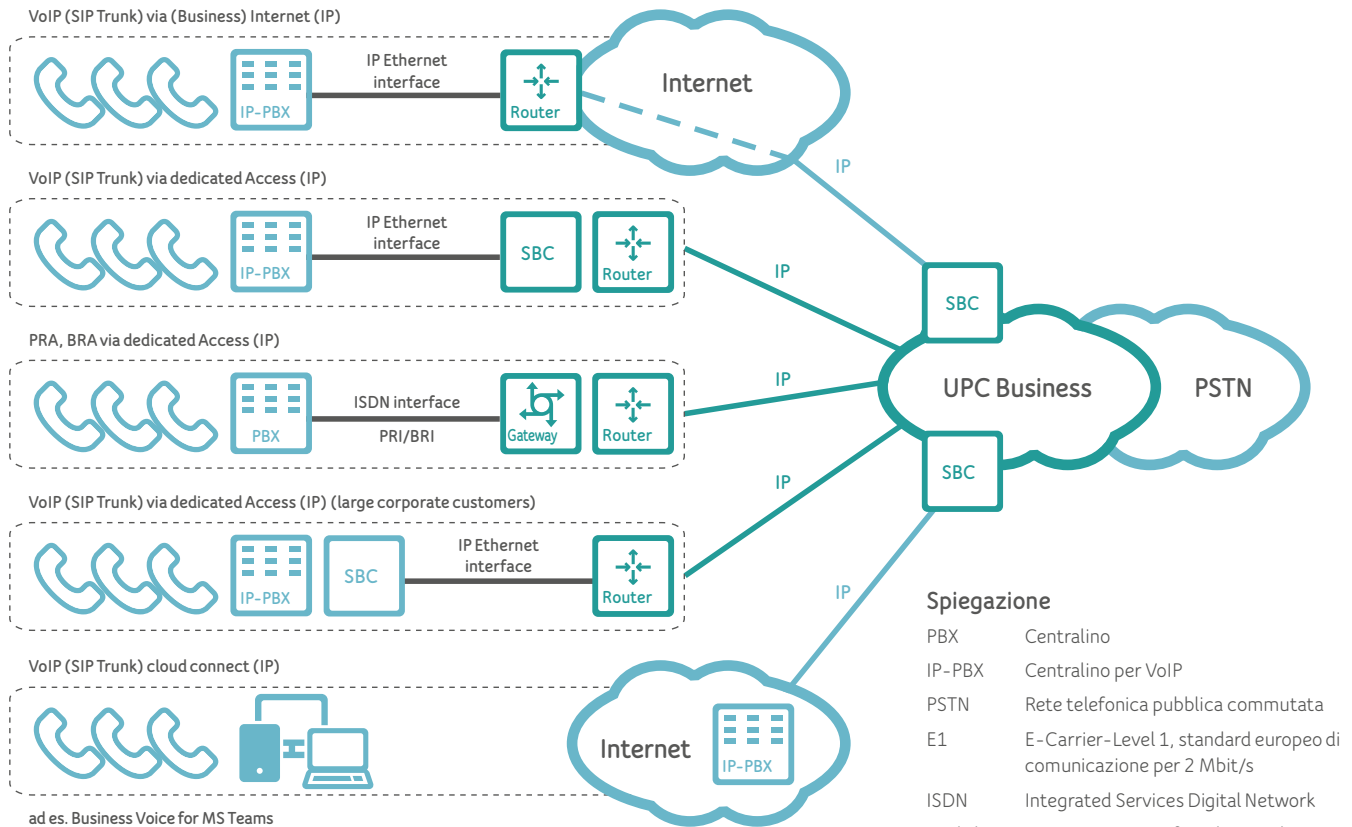 VoIP (SIP Trunk) via (Business) Internet (IP)
IP-PBX
IP Ethernet
interface
Router
Internet
IP
VoIP (SIP Trunk) via dedicated Access (IP)
IP-PBX
IP Ethernet
interface
SBC
Router
IP
SBC
PRA, BRA via dedicated Access (IP)
PBX
ISDN interface
PRI/BRI
Gateway
Router
IP
UPC Business
PSTN
SBC
VoIP (SIP Trunk) via dedicated Access (IP) (large corporate customers)
IP-PBX
SBC
IP Ethernet
interface
Router
IP
VoIP (SIP Trunk) cloud connect (IP)
Internet
IP-PBX
IP
ad es. Business Voice for MS Teams
Spiegazione
PBX Centralino
IP-PBX Centralino per VoIP
PSTN Rete telefonica pubblica commutata
E1 E-Carrier-Level 1, standard europeo di
comunicazione per 2 Mbit/s
ISDN Integrated Services Digital Network